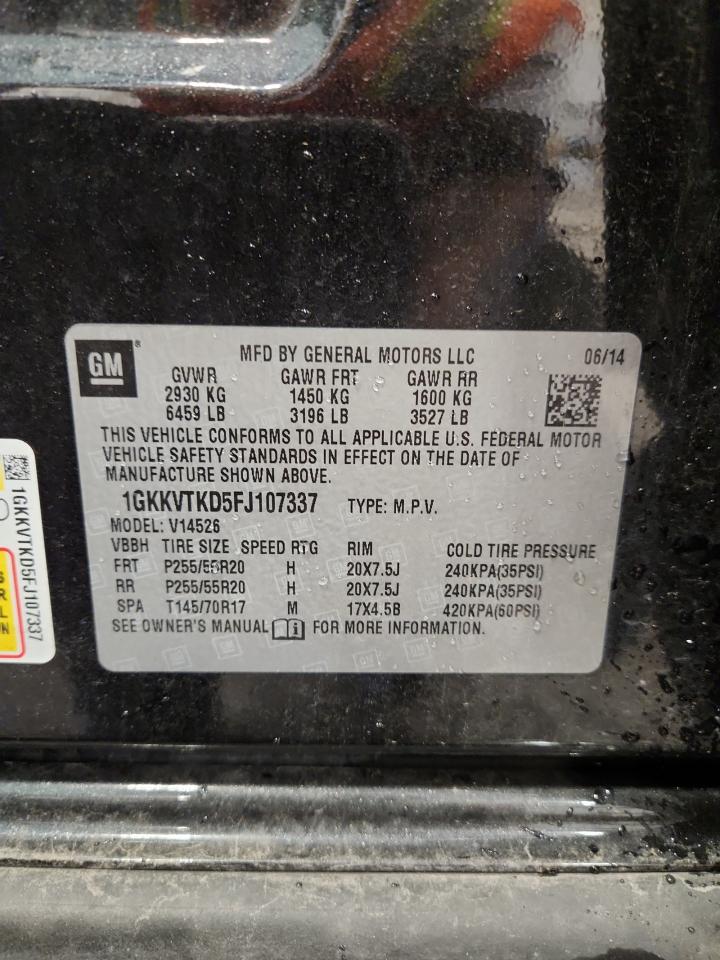 GM
MFD BY GENERAL MOTORS LLC 06/14
GVWR GAWR FRT GAWR RR
2930 KG 1450 KG 1600 KG
6459 LB 3196 LB 3527 LB
THIS VEHICLE CONFORMS TO ALL APPLICABLE U.S. FEDERAL MOTOR
VEHICLE SAFETY STANDARDS IN EFFECT ON THE DATE OF
MANUFACTURE SHOWN ABOVE.
1GKKVTKD5FJ107337 TYPE: M.P.V.
MODEL: V14526
VBBH TIRE SIZE SPEED RTG RIM COLD TIRE PRESSURE
FRT P255/55R20 H 20X7.5J 240KPA(35PSI)
RR P255/55R20 H 20X7.5J 240KPA(35PSI)
SPA T145/70R17 M 17X4.5B 420KPA(60PSI)
SEE OWNER'S MANUAL FOR MORE INFORMATION.
1GKKVTKD5FJ107337